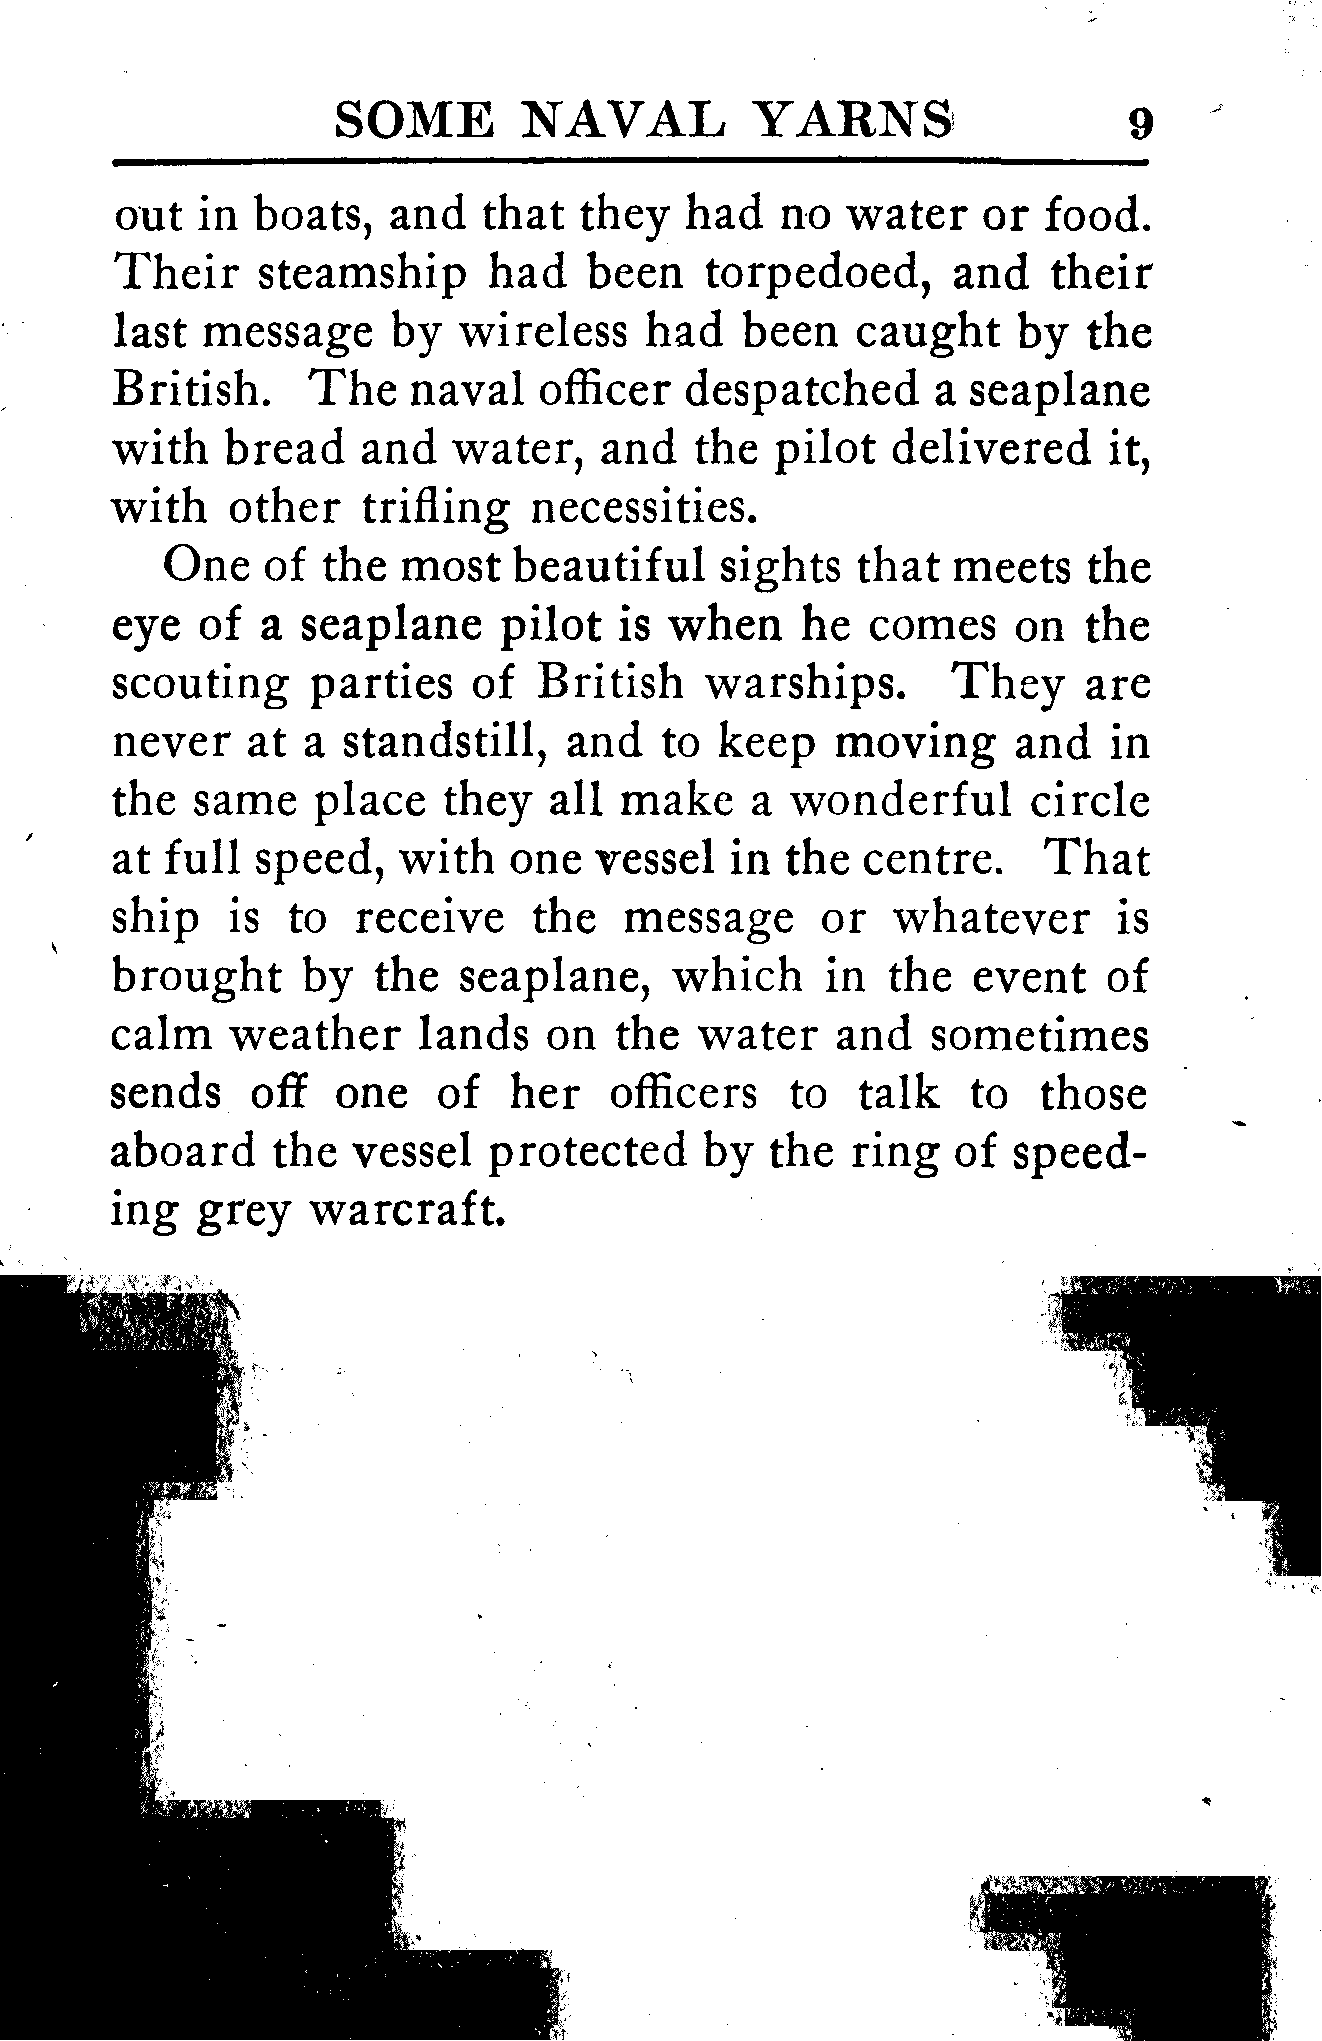 SOME NAVAL YARNS 9
out in boats, and that they had no water or food.
Their steamship had been torpedoed, and their
last message by wireless had been caught by the
British. The naval officer despatched a seaplane
with bread and water, and the pilot delivered it,
with other trifling necessities.
One of the most beautiful sights that meets the
eye of a seaplane pilot is when he comes on the
scouting parties of British warships. They are
never at a standstill, and to keep moving and in
the same place they all make a wonderful circle
at full speed, with one vessel in the centre. That
ship is to receive the message or whatever is
brought by the seaplane, which in the event of
calm weather lands on the water and sometimes
sends off one of her officers to talk to those
aboard the vessel protected by the ring of speed-
ing grey warcraft.